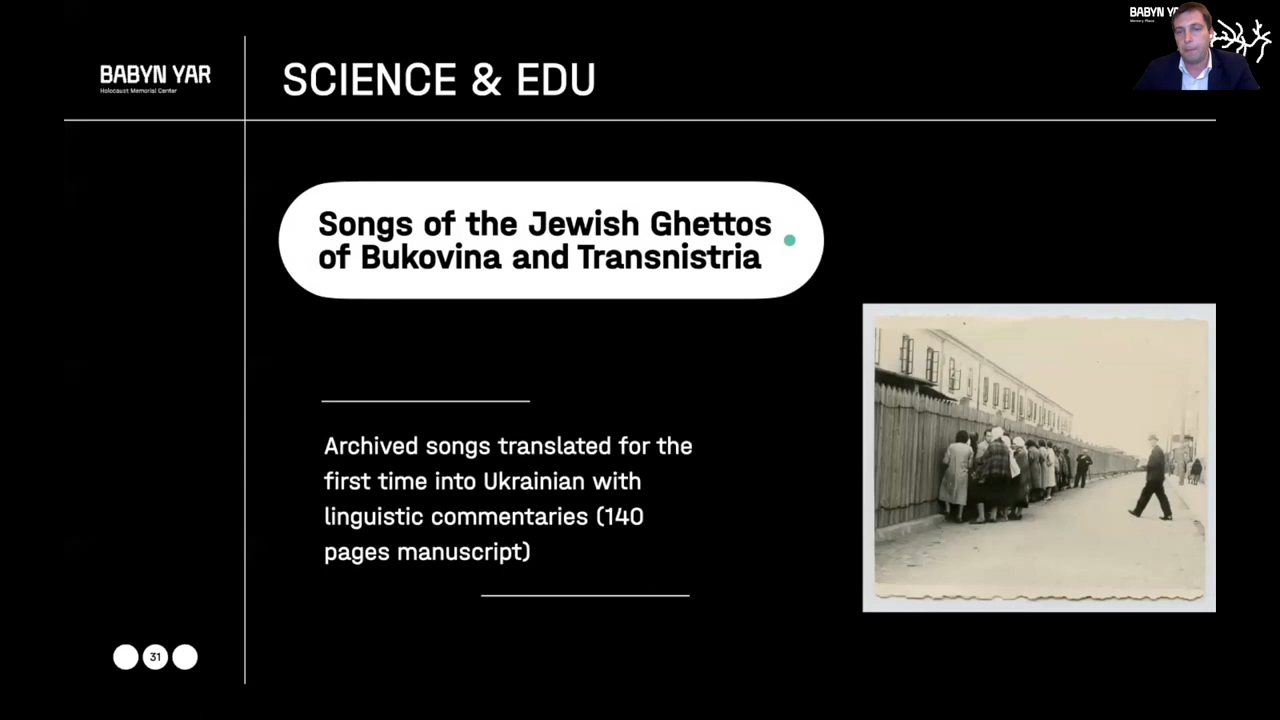 BABYN YAR
Holocaust Memorial Center
SCIENCE & EDU
BABYN
Songs of the Jewish Ghettos
of Bukovina and Transnistria
Archived songs translated for the
first time into Ukrainian with
linguistic commentaries (140
pages manuscript)
31